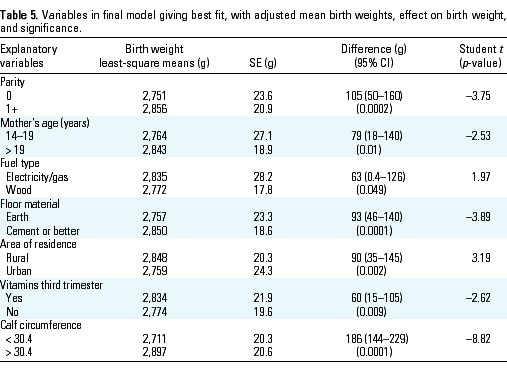 Table 5. Variables in final model giving best fit, with adjusted mean birth weights, effect on birth weight,
and significance.
Explanatory Birth weight Difference (g) Student t
variables least-square means (g) SE (g) (95% CI) (p-value)
Parity
0 2,751 23.6 105 (50–160) –3.75
1+ 2,856 20.9 (0.0002)
Mother's age (years)
14–19 2,764 27.1 79 (18–140) –2.53
> 19 2,843 18.9 (0.01)
Fuel type
Electricity/gas 2,835 28.2 63 (0.4–126) 1.97
Wood 2,772 17.8 (0.049)
Floor material
Earth 2,757 23.3 93 (46–140) –3.89
Cement or better 2,850 18.6 (0.0001)
Area of residence
Rural 2,848 20.3 90 (35–145) 3.19
Urban 2,759 24.3 (0.002)
Vitamins third trimester
Yes 2,834 21.9 60 (15–105) –2.62
No 2,774 19.6 (0.009)
Calf circumference
< 30.4 2,711 20.3 186 (144–229) –8.82
> 30.4 2,897 20.6 (0.0001)